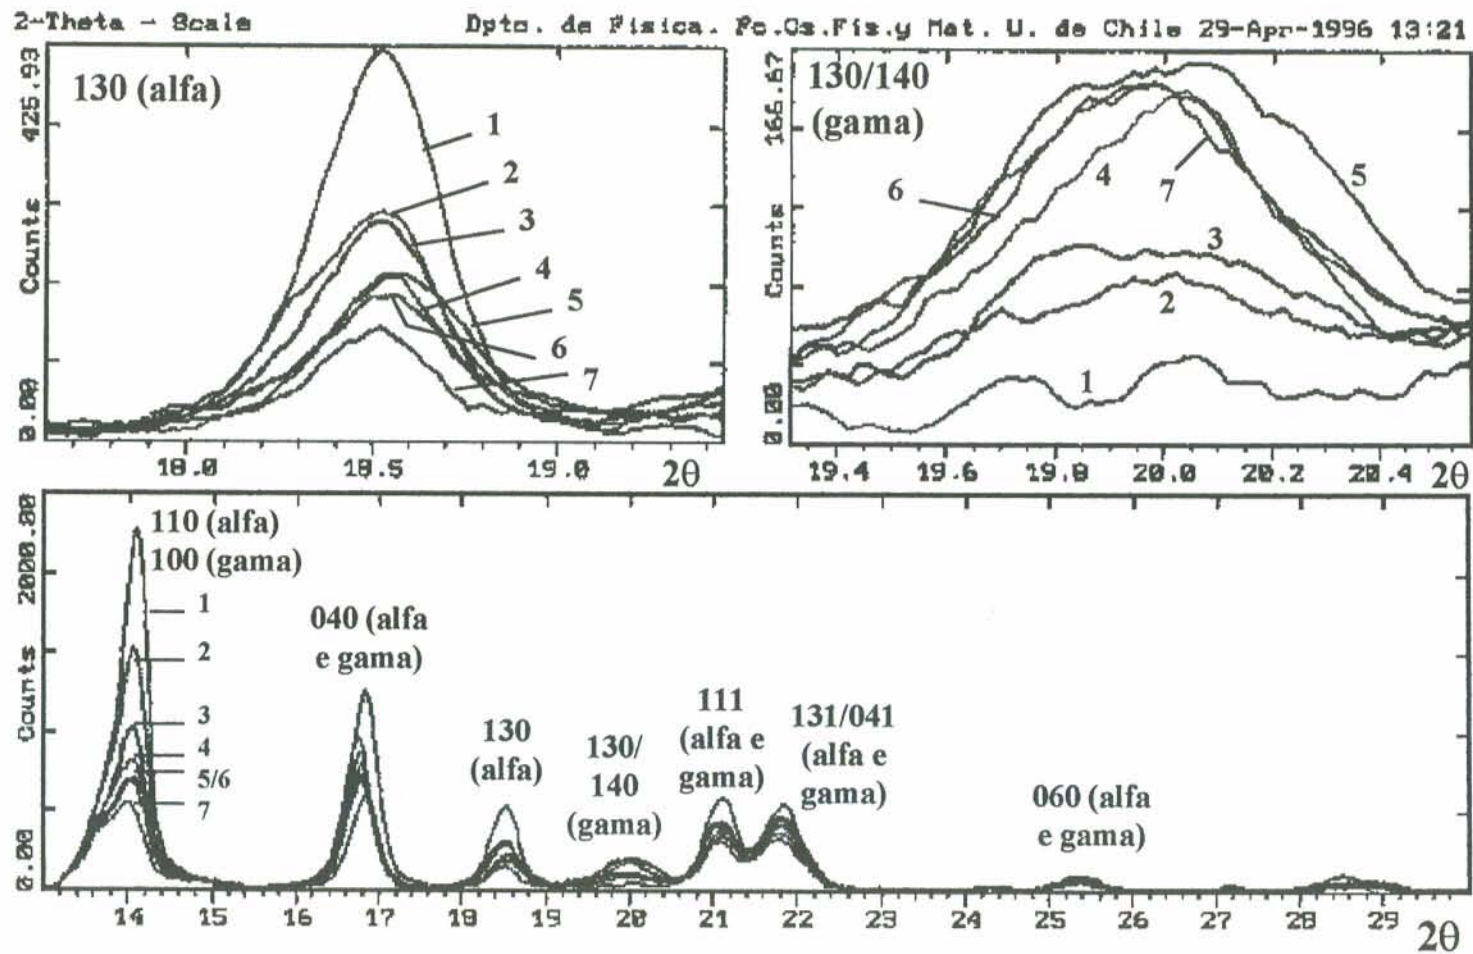 2-Theta - Scale
Dpto. de Fisica. Fc.Cs.Fis.y Mat. U. de Chile 29-Apr-1996 13:21
130 (alfa)
Counts
0.00
425.93
1
2
3
4
5
6
7
18.0
18.5
19.0
2θ
130/140
(gama)
Counts
0.00
166.67
6
4
7
5
3
2
1
19.4
19.6
19.8
20.0
20.2
20.4
2θ
Counts
0.00
2000.00
110 (alfa)
100 (gama)
1
2
3
4
5/6
7
040 (alfa
e gama)
130
(alfa)
130/
140
(gama)
111
(alfa e
gama)
131/041
(alfa e
gama)
060 (alfa
e gama)
14
15
16
17
18
19
20
21
22
23
24
25
26
27
28
29
2θ